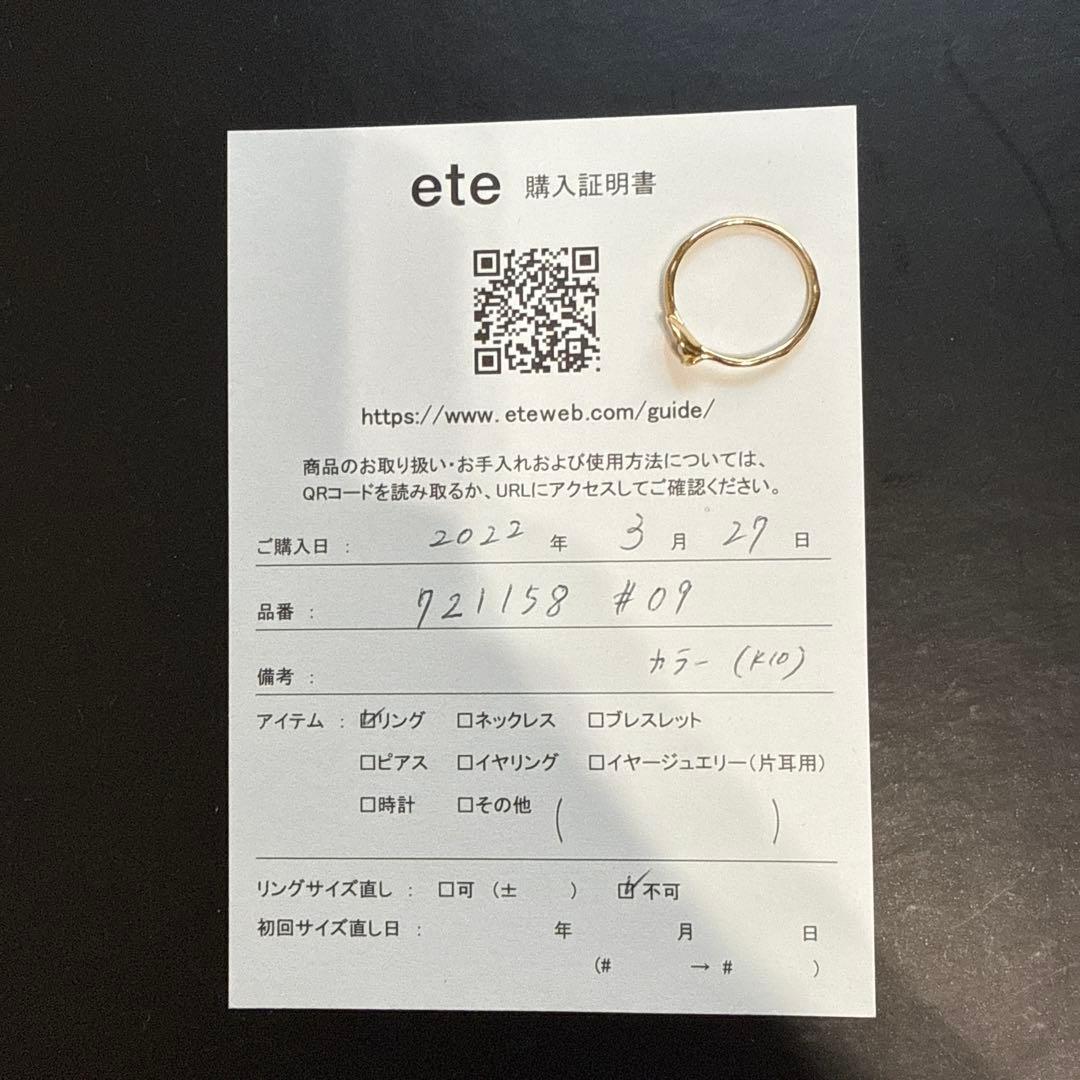 ete 購入証明書
https://www.eteweb.com/guide/
商品のお取り扱い・お手入れおよび使用方法については、
QRコードを読み取るか、URLにアクセスしてご確認ください。
ご購入日 : 2022 年 3 月 27 日
品番 : 721158 #09
備考 : カラー (K10)
アイテム : ☑リング □ネックレス □ブレスレット
□ピアス □イヤリング □イヤージュエリー(片耳用)
□時計 □その他 ( )
リングサイズ直し : □可 (± ) ☑不可
初回サイズ直し日 : 年 月 日
(# → # )